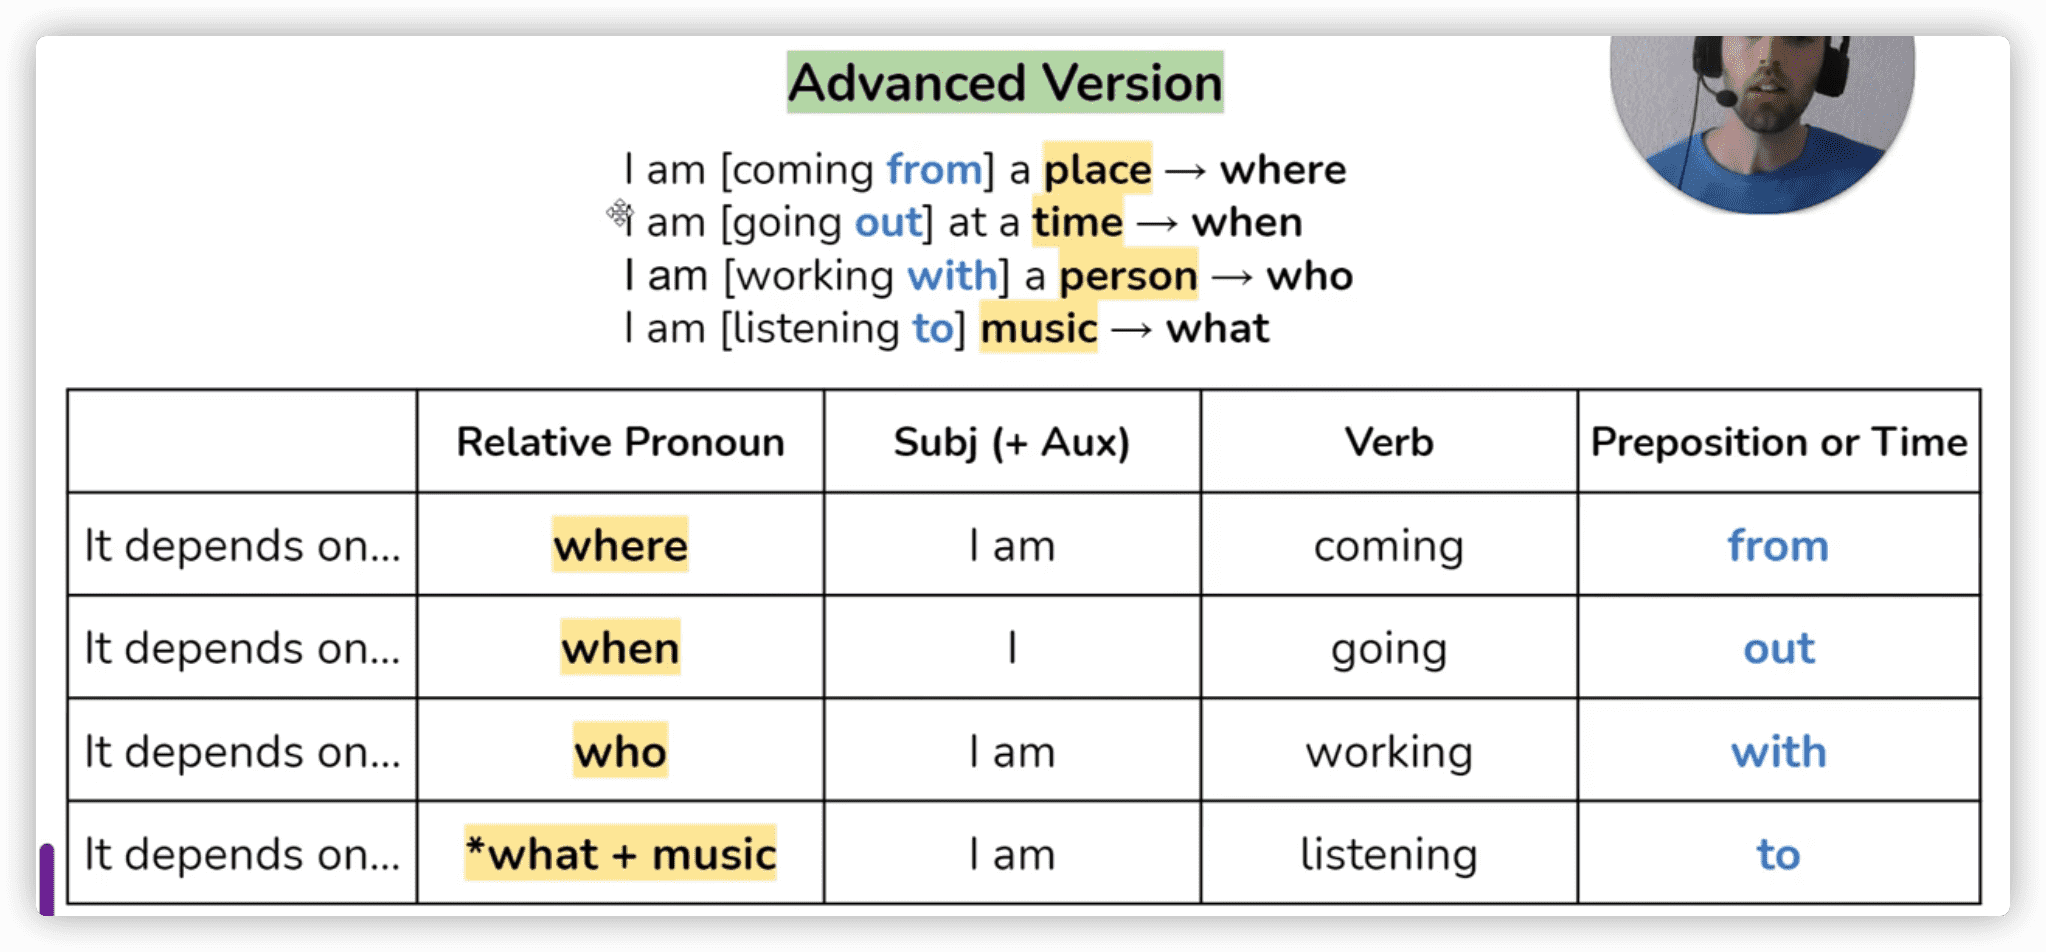 Advanced Version
I am [coming from] a place → where
I am [going out] at a time → when
I am [working with] a person → who
I am [listening to] music → what
Relative Pronoun Subj (+ Aux) Verb Preposition or Time
It depends on... where I am coming from
It depends on... when I going out
It depends on... who I am working with
It depends on... *what + music I am listening to